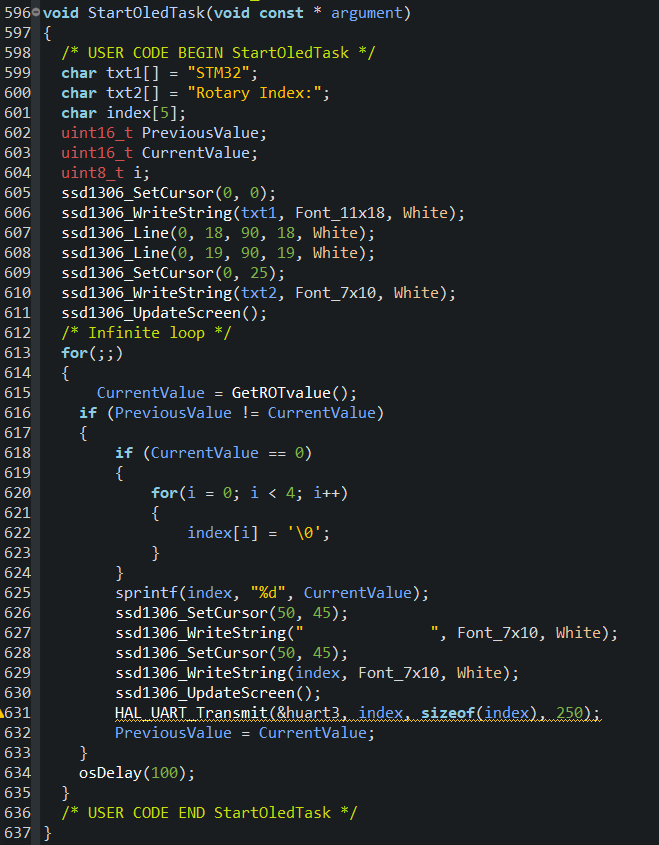 596 void StartOledTask(void const * argument)
597 {
598 /* USER CODE BEGIN StartOledTask */
599 char txt1[] = "STM32";
600 char txt2[] = "Rotary Index:";
601 char index[5];
602 uint16_t PreviousValue;
603 uint16_t CurrentValue;
604 uint8_t i;
605 ssd1306_SetCursor(0, 0);
606 ssd1306_WriteString(txt1, Font_11x18, White);
607 ssd1306_Line(0, 18, 90, 18, White);
608 ssd1306_Line(0, 19, 90, 19, White);
609 ssd1306_SetCursor(0, 25);
610 ssd1306_WriteString(txt2, Font_7x10, White);
611 ssd1306_UpdateScreen();
612 /* Infinite loop */
613 for(;;)
614 {
615 CurrentValue = GetROTvalue();
616 if (PreviousValue != CurrentValue)
617 {
618 if (CurrentValue == 0)
619 {
620 for(i = 0; i < 4; i++)
621 {
622 index[i] = '\0';
623 }
624 }
625 sprintf(index, "%d", CurrentValue);
626 ssd1306_SetCursor(50, 45);
627 ssd1306_WriteString("              ", Font_7x10, White);
628 ssd1306_SetCursor(50, 45);
629 ssd1306_WriteString(index, Font_7x10, White);
630 ssd1306_UpdateScreen();
631 HAL_UART_Transmit(&huart3, index, sizeof(index), 250);
632 PreviousValue = CurrentValue;
633 }
634 osDelay(100);
635 }
636 /* USER CODE END StartOledTask */
637 }